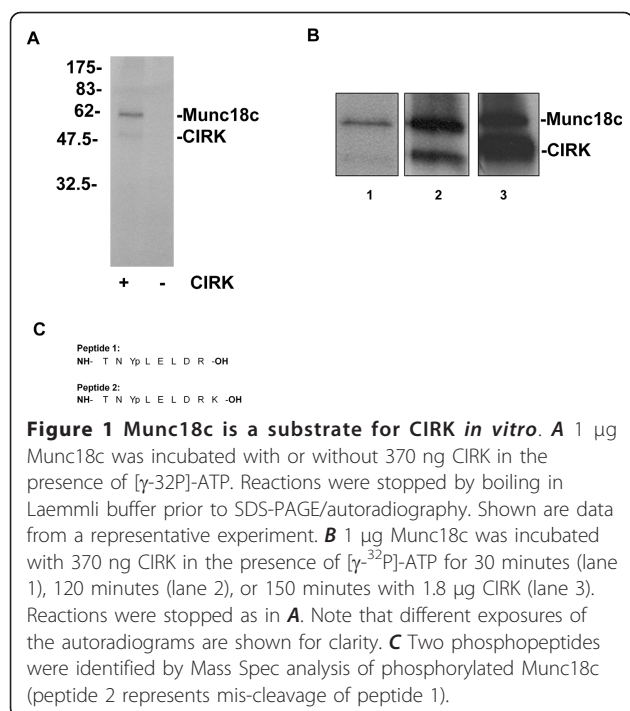 A
175-
83-
62-
47.5-
32.5-
-Munc18c
-CIRK
+ - CIRK
B
-Munc18c
-CIRK
1 2 3
C
Peptide 1:
NH- T N Yp L E L D R -OH
Peptide 2:
NH- T N Yp L E L D R K -OH
Figure 1 Munc18c is a substrate for CIRK in vitro. A 1 μg
Munc18c was incubated with or without 370 ng CIRK in the
presence of [γ-32P]-ATP. Reactions were stopped by boiling in
Laemmli buffer prior to SDS-PAGE/autoradiography. Shown are data
from a representative experiment. B 1 μg Munc18c was incubated
with 370 ng CIRK in the presence of [γ-³²P]-ATP for 30 minutes (lane
1), 120 minutes (lane 2), or 150 minutes with 1.8 μg CIRK (lane 3).
Reactions were stopped as in A. Note that different exposures of
the autoradiograms are shown for clarity. C Two phosphopeptides
were identified by Mass Spec analysis of phosphorylated Munc18c
(peptide 2 represents mis-cleavage of peptide 1).